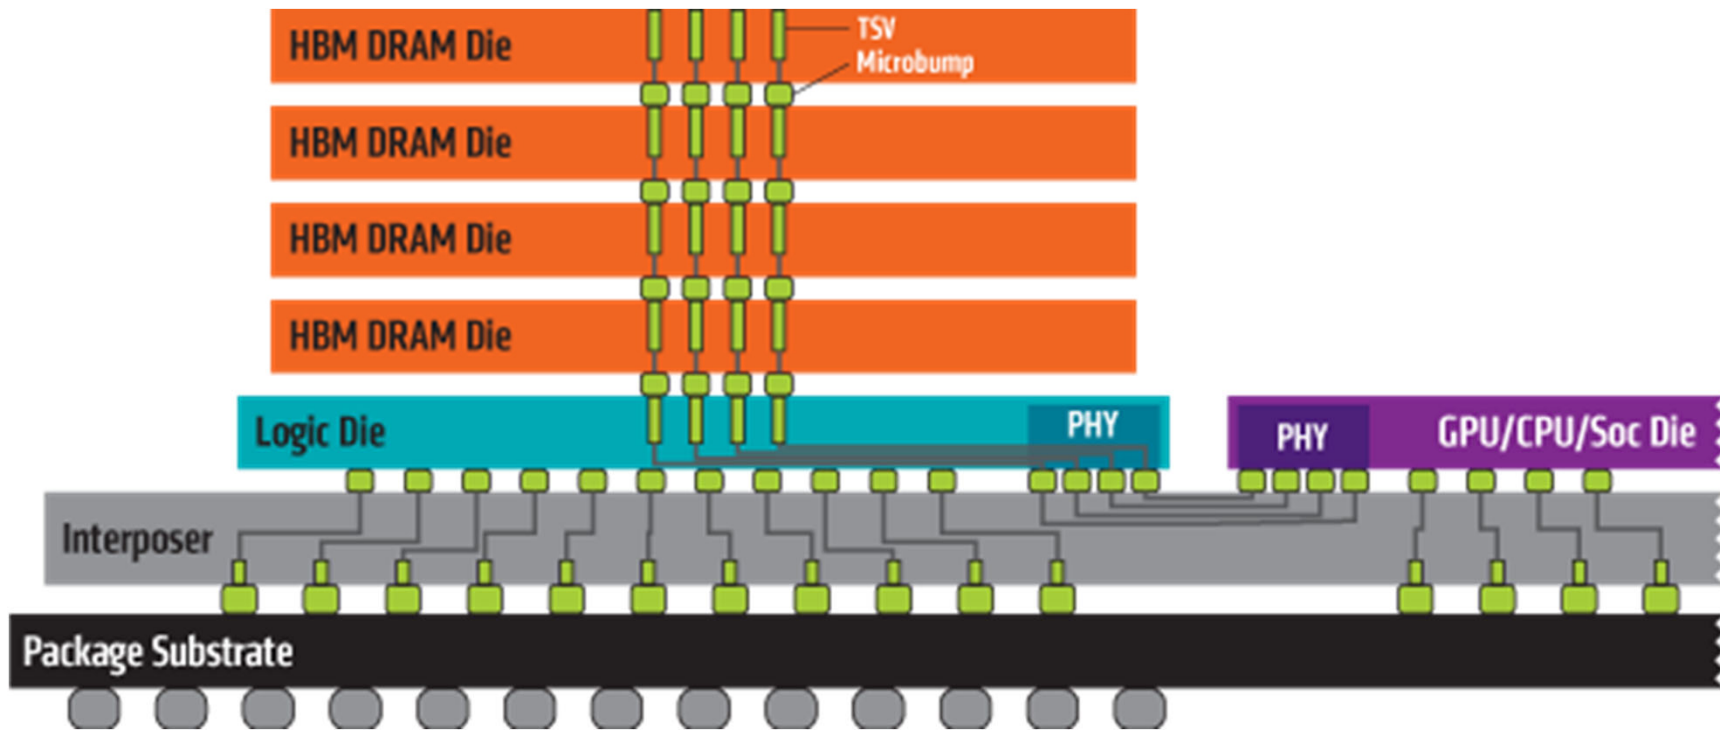 HBM DRAM Die
TSV
Microbump
HBM DRAM Die
HBM DRAM Die
HBM DRAM Die
Logic Die
PHY
PHY
GPU/CPU/Soc Die
Interposer
Package Substrate